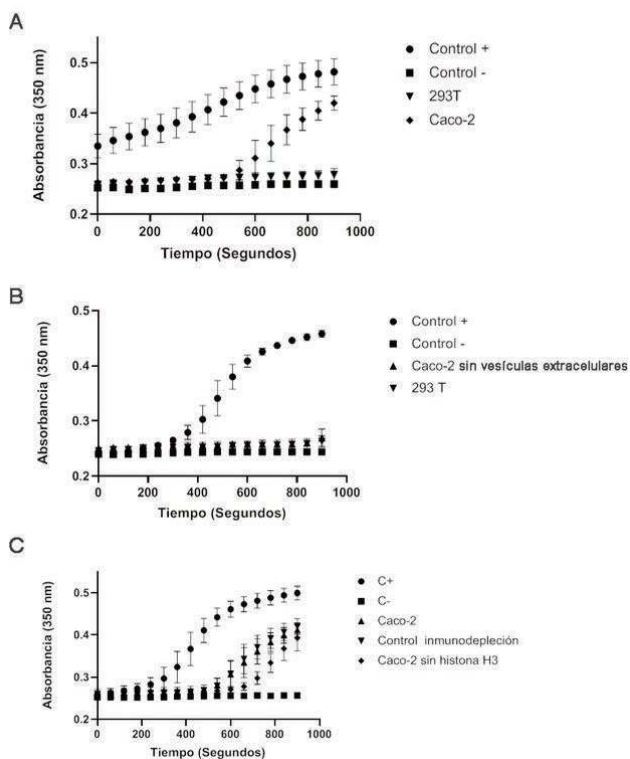 A
Absorbancia (350 nm)
0.5
0.4
0.3
0.2
0 200 400 600 800 1000
Tiempo (Segundos)
Control +
Control -
293T
Caco-2
B
Absorbancia (350 nm)
0.5
0.4
0.3
0.2
0 200 400 600 800 1000
Tiempo (Segundos)
Control +
Control -
Caco-2 sin vesículas extracelulares
293 T
C
Absorbancia (350 nm)
0.5
0.4
0.3
0.2
0 200 400 600 800 1000
Tiempo (Segundos)
C+
C-
Caco-2
Control inmunodepleción
Caco-2 sin histona H3